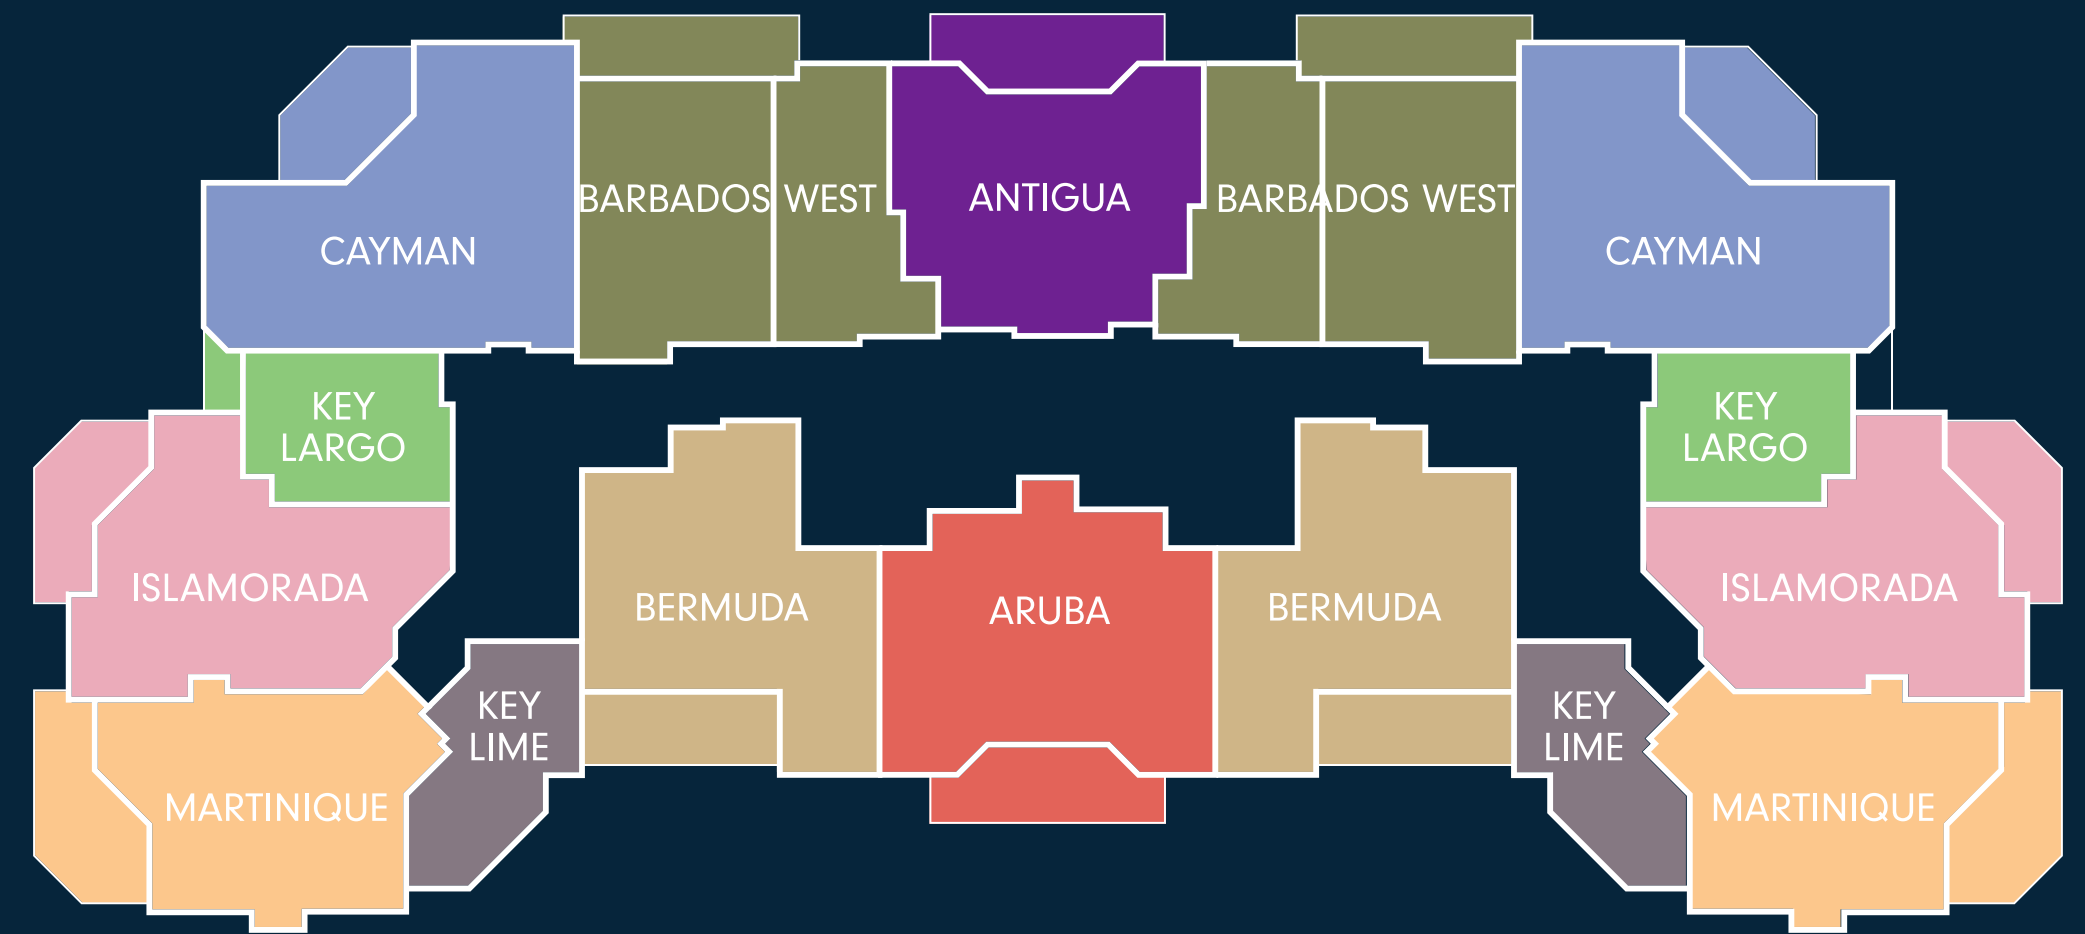 BARBADOS WEST
ANTIGUA
BARBADOS WEST
CAYMAN
CAYMAN
KEY
LARGO
KEY
LARGO
ISLAMORADA
BERMUDA
ARUBA
BERMUDA
ISLAMORADA
KEY
LIME
KEY
LIME
MARTINIQUE
MARTINIQUE